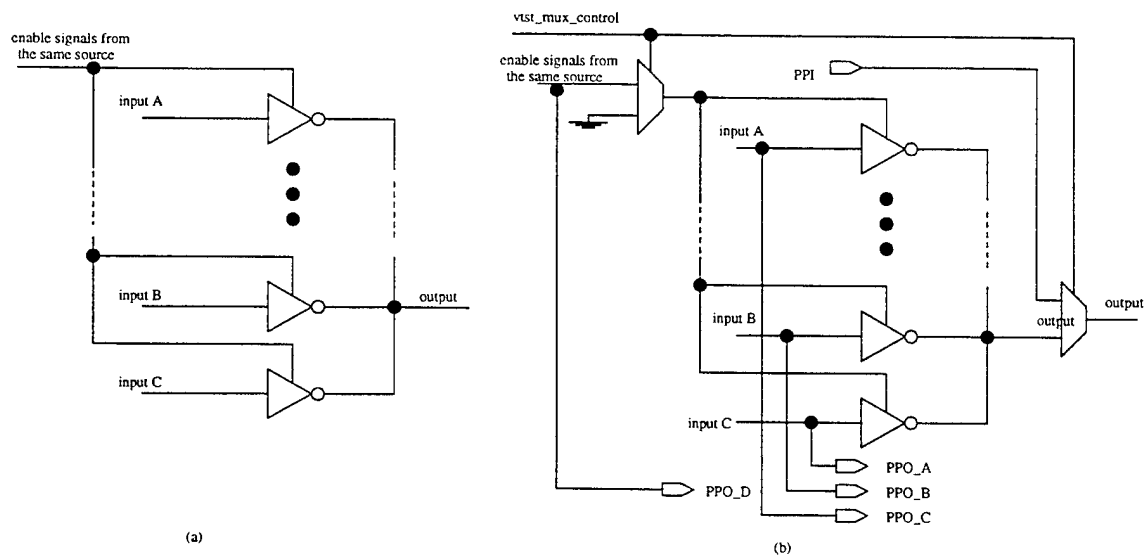 enable signals from
the same source
input A
input B
output
input C
(a)
vtst_mux_control
enable signals from
the same source
PPI
input A
input B
output
output
input C
PPO_A
PPO_D
PPO_B
PPO_C
(b)